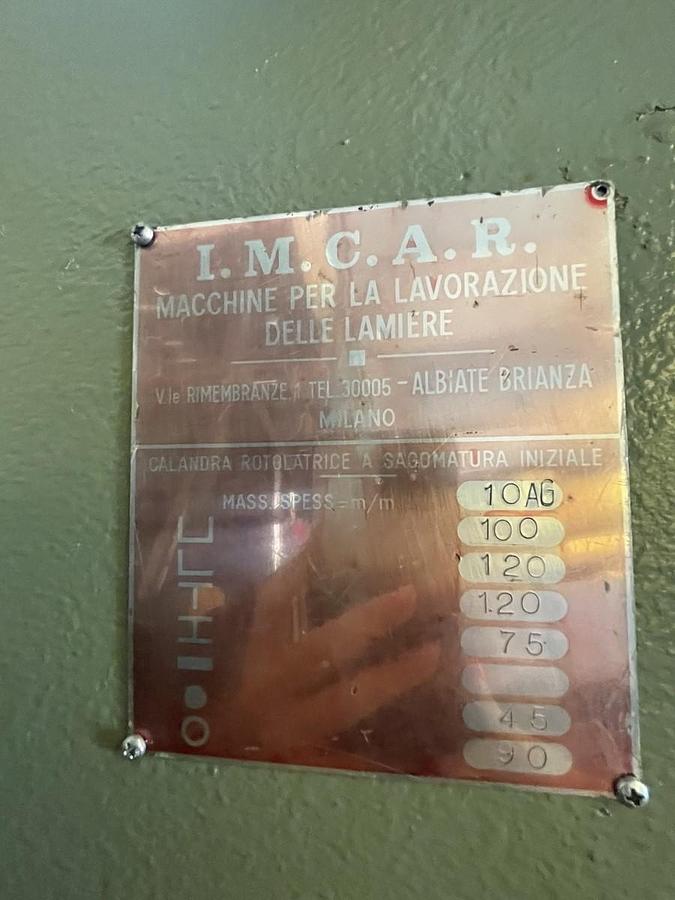 I.M.C.A.R.
MACCHINE PER LA LAVORAZIONE
DELLE LAMIERE
V.le RIMEMBRANZE, 1 TEL. 30005 - ALBIATE BRIANZA
MILANO
CALANDRA ROTOLATRICE A SAGOMATURA INIZIALE
MASS. SPESS = m/m 10AG
100
120
120
75
45
90